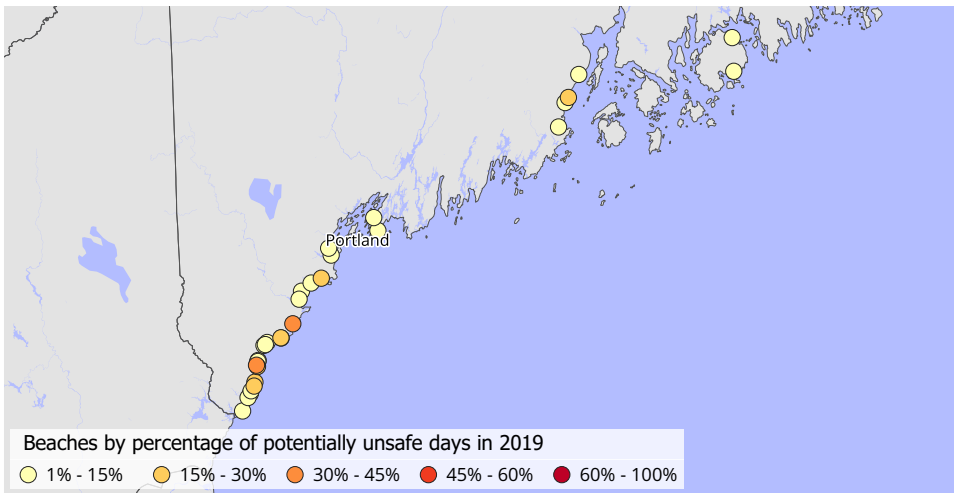 Portland
Beaches by percentage of potentially unsafe days in 2019
1% - 15% 15% - 30% 30% - 45% 45% - 60% 60% - 100%